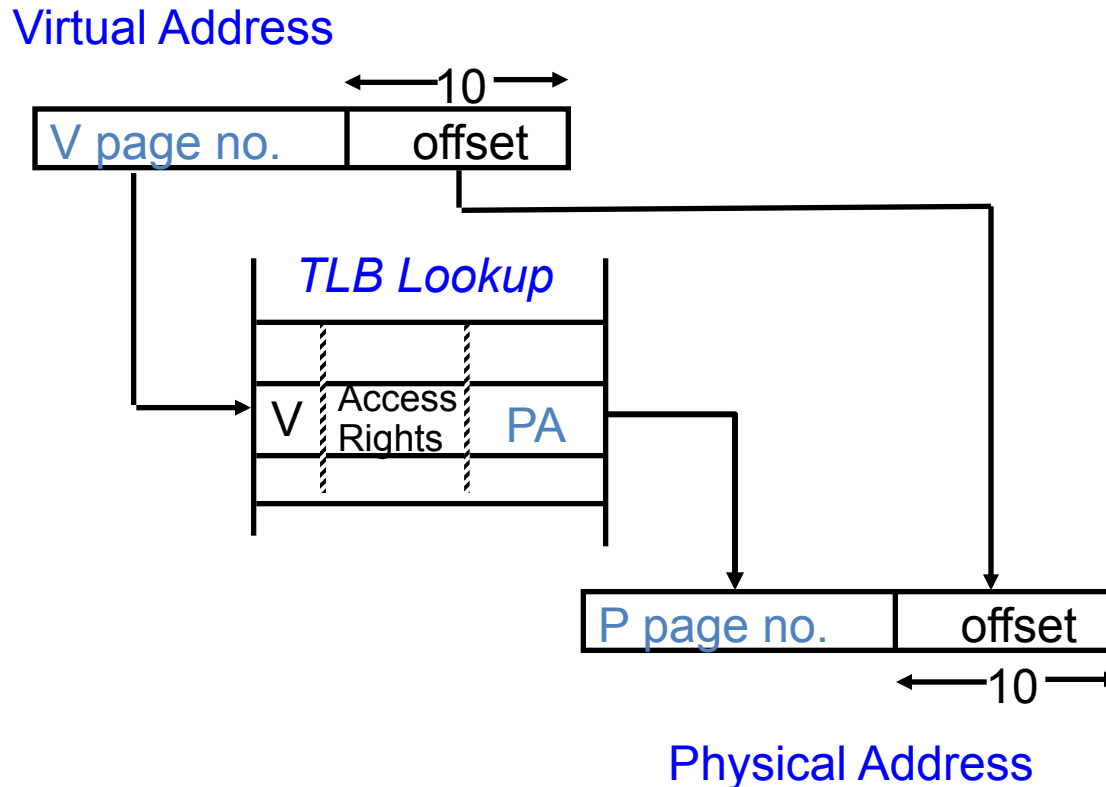 Virtual Address
10
V page no. offset
TLB Lookup
V Access Rights PA
P page no. offset
10
Physical Address